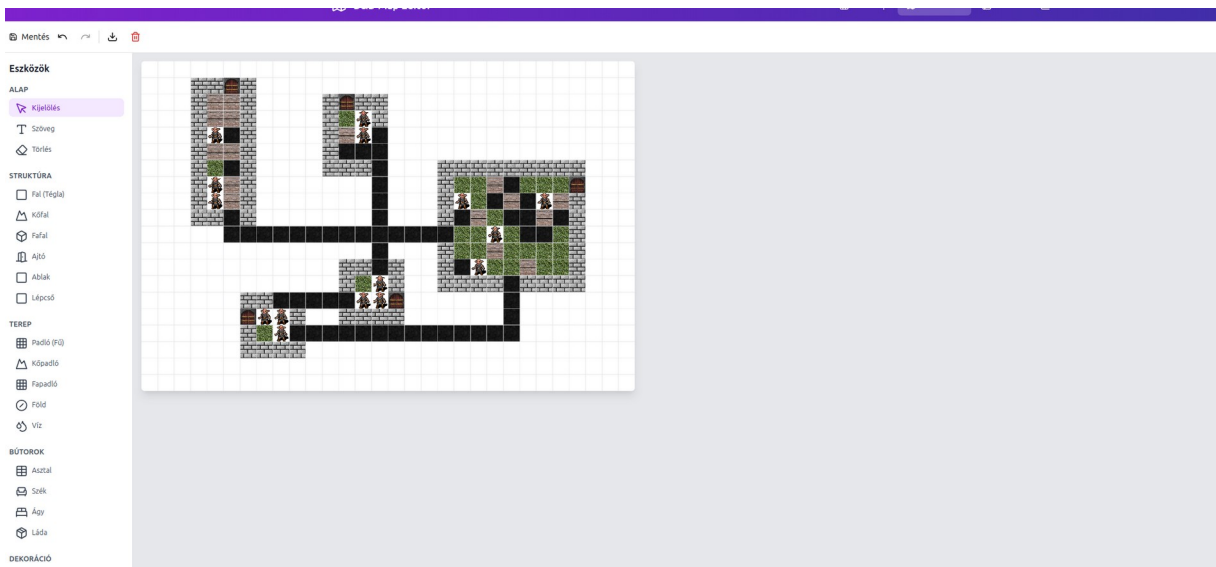 Mentés
Eszközök
ALAP
Kijelölés
Szöveg
Törlés
STRUKTÚRA
Fal (Tégla)
Kőfal
Fafal
Ajtó
Ablak
Lépcső
TEREP
Padló (Fű)
Kőpadló
Fapadló
Föld
Víz
BÚTOROK
Asztal
Szék
Ágy
Láda
DEKORÁCIÓ